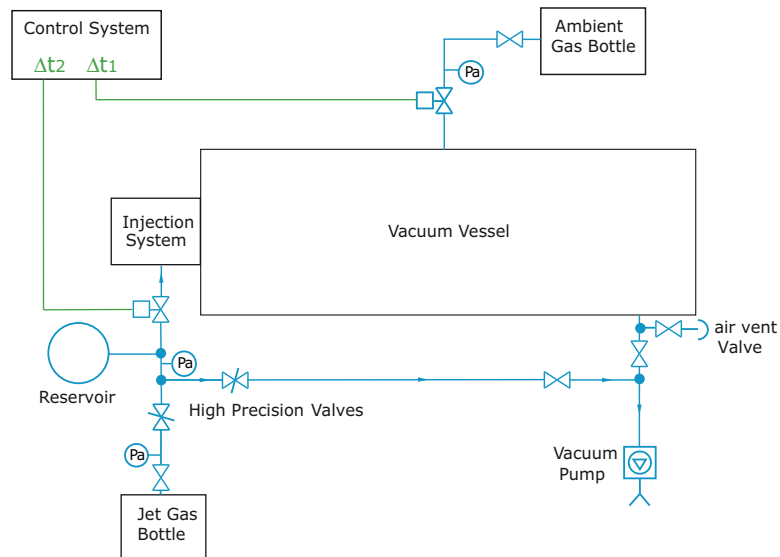 Control System
Δt2 Δt1
Ambient
Gas Bottle
Pa
Injection
System
Vacuum Vessel
air vent
Valve
Pa
Reservoir
High Precision Valves
Pa
Vacuum
Pump
Jet Gas
Bottle